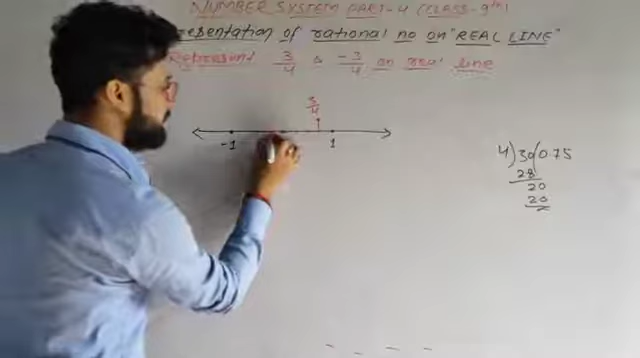 NUMBER SYSTEM PART-4 (CLASS-9th)
resentation of rational no on "REAL LINE"
Represent 3/4 & -3/4 on real line
3/4
-1 1
4)30(0.75
28
20
20